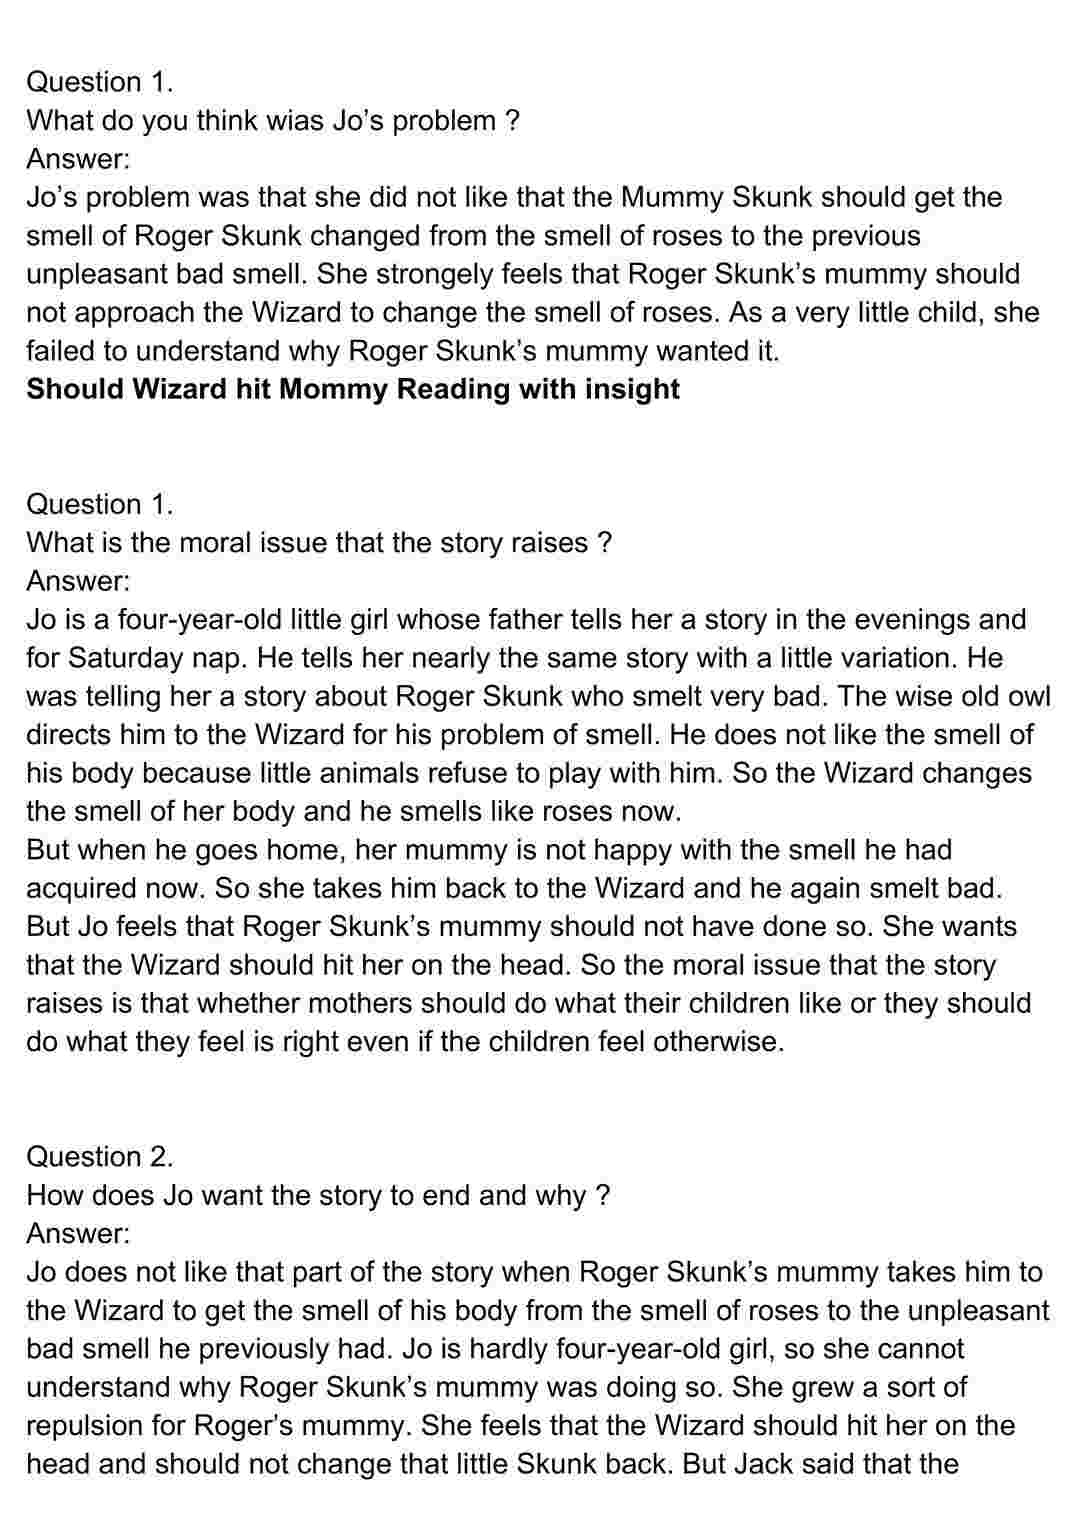 Question 1.
What do you think wias Jo’s problem ?
Answer:
Jo’s problem was that she did not like that the Mummy Skunk should get the
smell of Roger Skunk changed from the smell of roses to the previous
unpleasant bad smell. She strongely feels that Roger Skunk’s mummy should
not approach the Wizard to change the smell of roses. As a very little child, she
failed to understand why Roger Skunk’s mummy wanted it.
Should Wizard hit Mommy Reading with insight
Question 1.
What is the moral issue that the story raises ?
Answer:
Jo is a four-year-old little girl whose father tells her a story in the evenings and
for Saturday nap. He tells her nearly the same story with a little variation. He
was telling her a story about Roger Skunk who smelt very bad. The wise old owl
directs him to the Wizard for his problem of smell. He does not like the smell of
his body because little animals refuse to play with him. So the Wizard changes
the smell of her body and he smells like roses now.
But when he goes home, her mummy is not happy with the smell he had
acquired now. So she takes him back to the Wizard and he again smelt bad.
But Jo feels that Roger Skunk’s mummy should not have done so. She wants
that the Wizard should hit her on the head. So the moral issue that the story
raises is that whether mothers should do what their children like or they should
do what they feel is right even if the children feel otherwise.
Question 2.
How does Jo want the story to end and why ?
Answer:
Jo does not like that part of the story when Roger Skunk’s mummy takes him to
the Wizard to get the smell of his body from the smell of roses to the unpleasant
bad smell he previously had. Jo is hardly four-year-old girl, so she cannot
understand why Roger Skunk’s mummy was doing so. She grew a sort of
repulsion for Roger’s mummy. She feels that the Wizard should hit her on the
head and should not change that little Skunk back. But Jack said that the